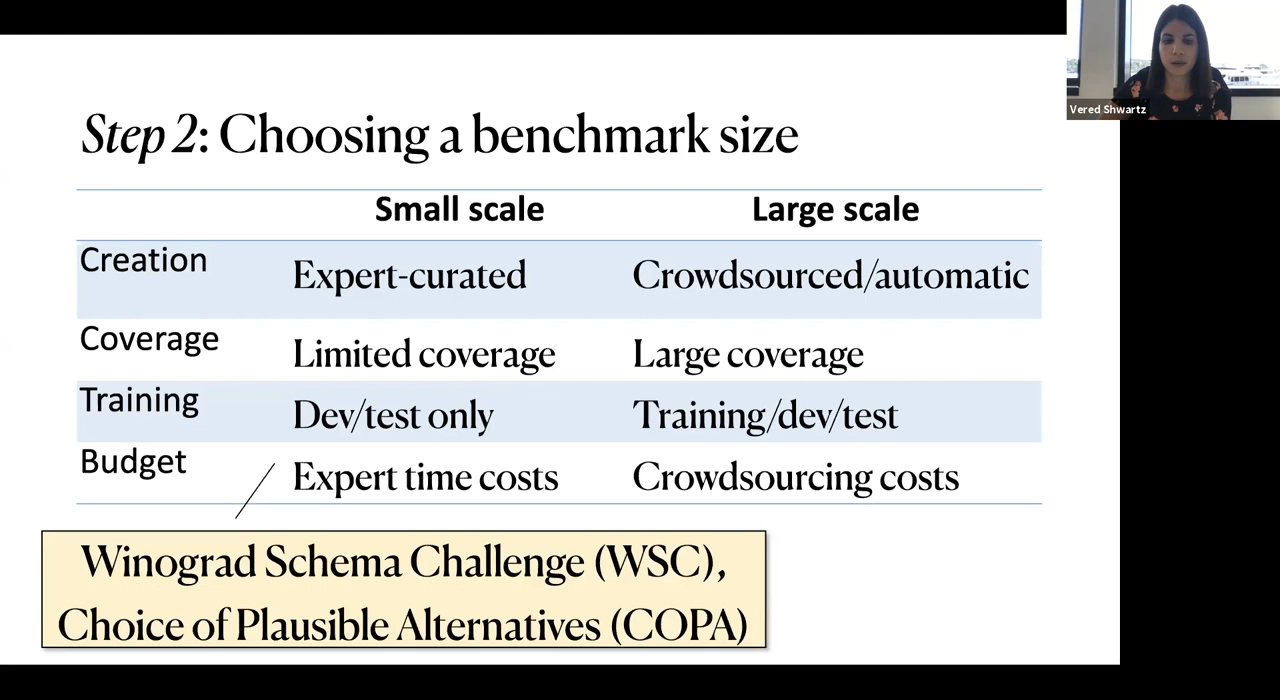 Vered Shwartz
Step 2: Choosing a benchmark size
Small scale Large scale
Creation Expert-curated Crowdsourced/automatic
Coverage Limited coverage Large coverage
Training Dev/test only Training/dev/test
Budget Expert time costs Crowdsourcing costs
Winograd Schema Challenge (WSC),
Choice of Plausible Alternatives (COPA)